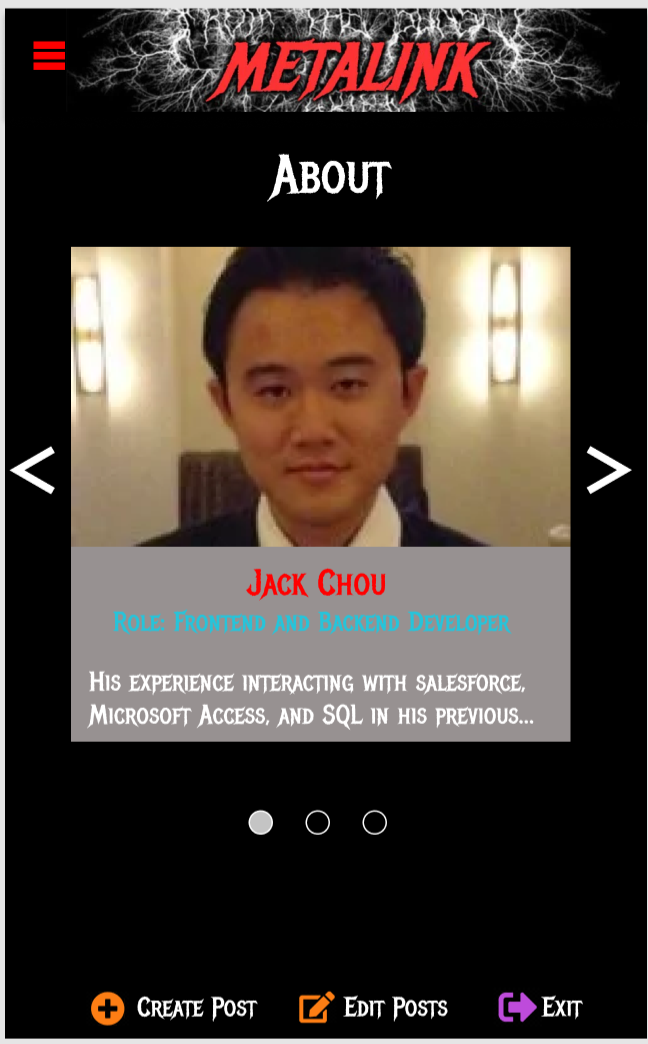 METALINK
About
Jack Chou
Role: Frontend and Backend Developer
His experience interacting with salesforce,
Microsoft Access, and SQL in his previous...
Create Post
Edit Posts
Exit